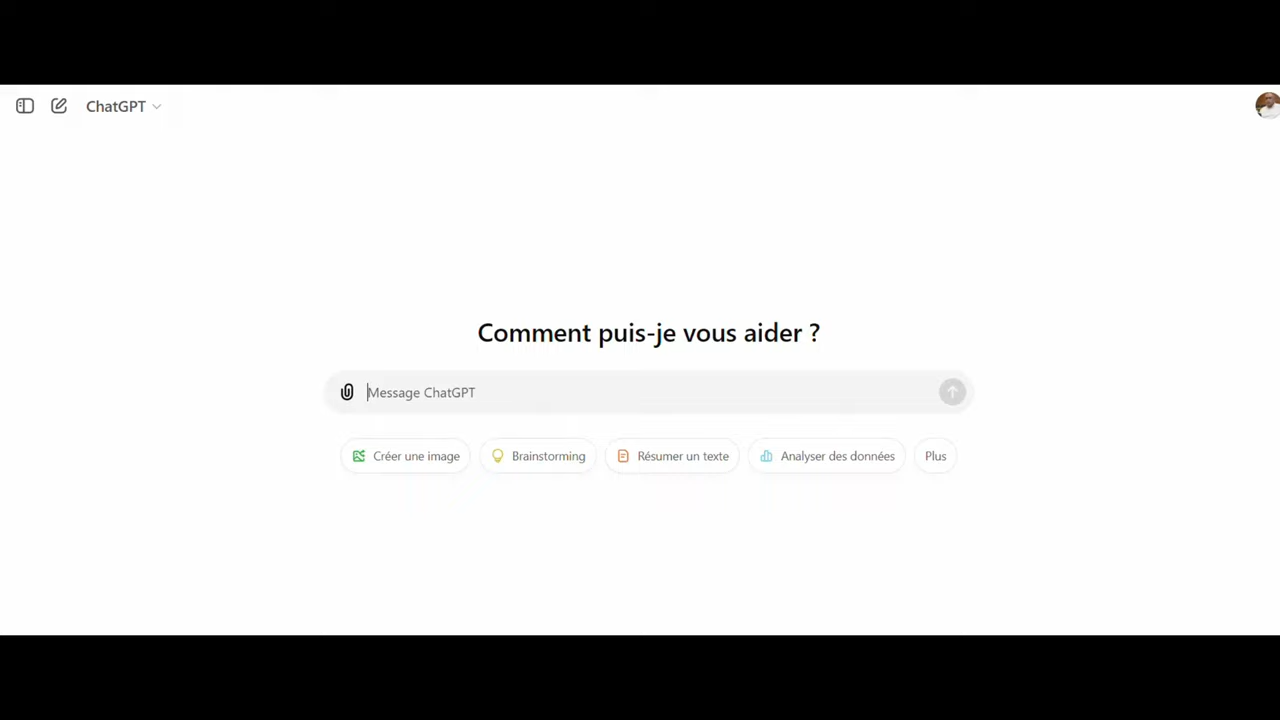 ChatGPT
Comment puis-je vous aider ?
Message ChatGPT
Créer une image
Brainstorming
Résumer un texte
Analyser des données
Plus